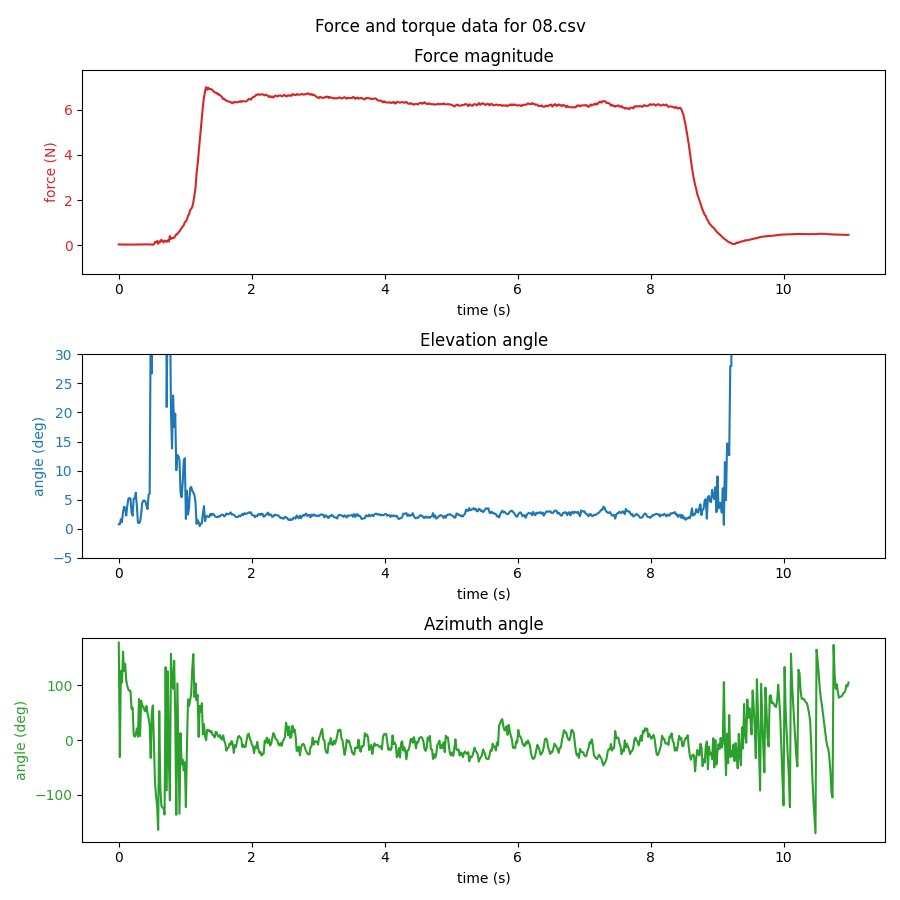 Force and torque data for 08.csv
Force magnitude
6
4
2
0
force (N)
0 2 4 6 8 10
time (s)
Elevation angle
30
25
20
15
10
5
0
−5
angle (deg)
0 2 4 6 8 10
time (s)
Azimuth angle
100
0
−100
angle (deg)
0 2 4 6 8 10
time (s)